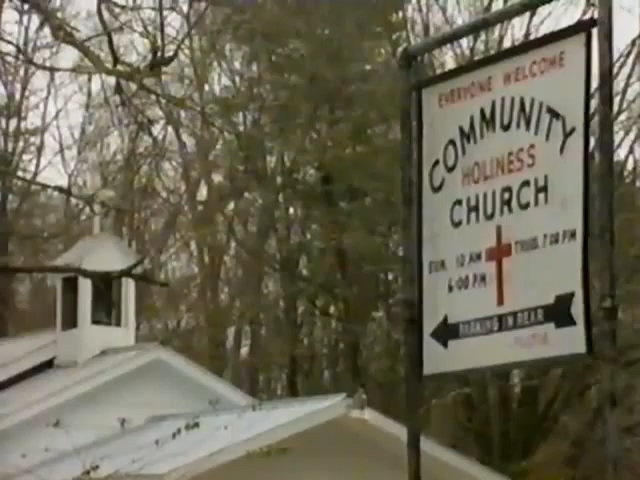 EVERYONE WELCOME
COMMUNITY
HOLINESS
CHURCH
SUN. 10 AM THURS. 7:00 PM
6:00 PM
PARKING IN REAR